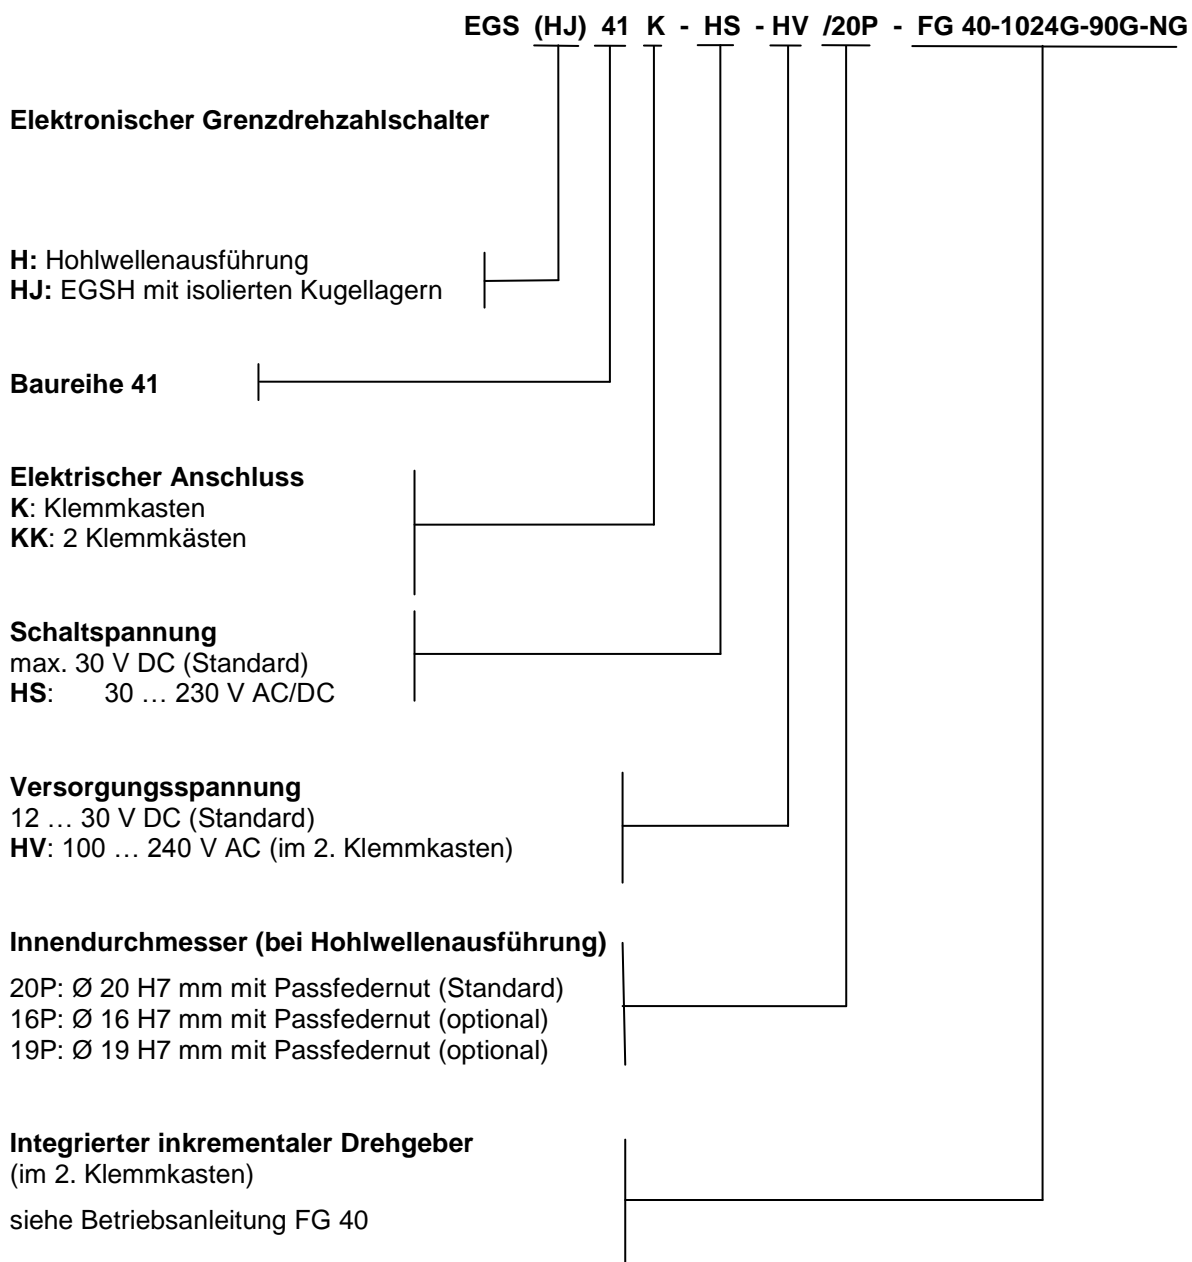 EGS (HJ) 41 K - HS - HV /20P - FG 40-1024G-90G-NG
Elektronischer Grenzdrehzahlschalter
H: Hohlwellenausführung
HJ: EGSH mit isolierten Kugellagern
Baureihe 41
Elektrischer Anschluss
K: Klemmkasten
KK: 2 Klemmkästen
Schaltspannung
max. 30 V DC (Standard)
HS: 30 … 230 V AC/DC
Versorgungsspannung
12 … 30 V DC (Standard)
HV: 100 … 240 V AC (im 2. Klemmkasten)
Innendurchmesser (bei Hohlwellenausführung)
20P: Ø 20 H7 mm mit Passfedernut (Standard)
16P: Ø 16 H7 mm mit Passfedernut (optional)
19P: Ø 19 H7 mm mit Passfedernut (optional)
Integrierter inkrementaler Drehgeber
(im 2. Klemmkasten)
siehe Betriebsanleitung FG 40